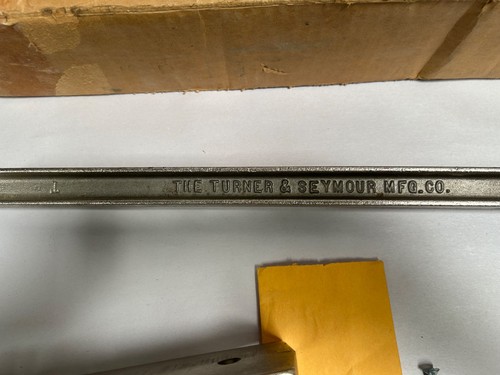 THE TURNER & SEYMOUR MFG.CO.